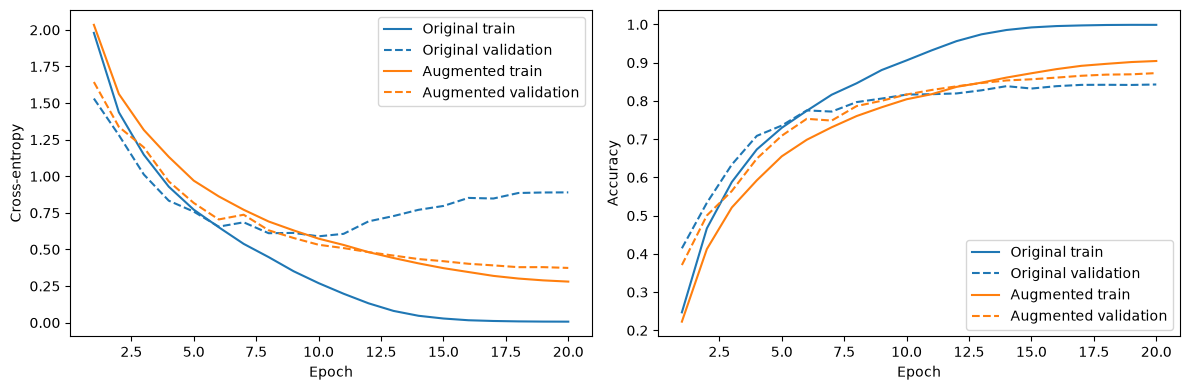 2.00
1.75
1.50
1.25
1.00
0.75
0.50
0.25
0.00
Cross-entropy
2.5 5.0 7.5 10.0 12.5 15.0 17.5 20.0
Epoch
Original train
Original validation
Augmented train
Augmented validation
1.0
0.9
0.8
0.7
0.6
0.5
0.4
0.3
0.2
Accuracy
2.5 5.0 7.5 10.0 12.5 15.0 17.5 20.0
Epoch
Original train
Original validation
Augmented train
Augmented validation